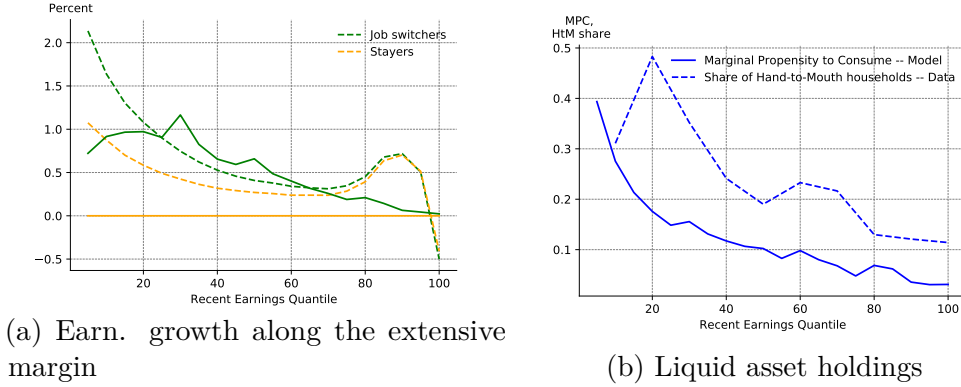 Percent
2.0
1.5
1.0
0.5
0.0
−0.5
20
40
60
80
100
Recent Earnings Quantile
Job switchers
Stayers
(a) Earn. growth along the extensive
margin
MPC,
HtM share
0.5
0.4
0.3
0.2
0.1
20
40
60
80
100
Recent Earnings Quantile
Marginal Propensity to Consume -- Model
Share of Hand-to-Mouth households -- Data
(b) Liquid asset holdings